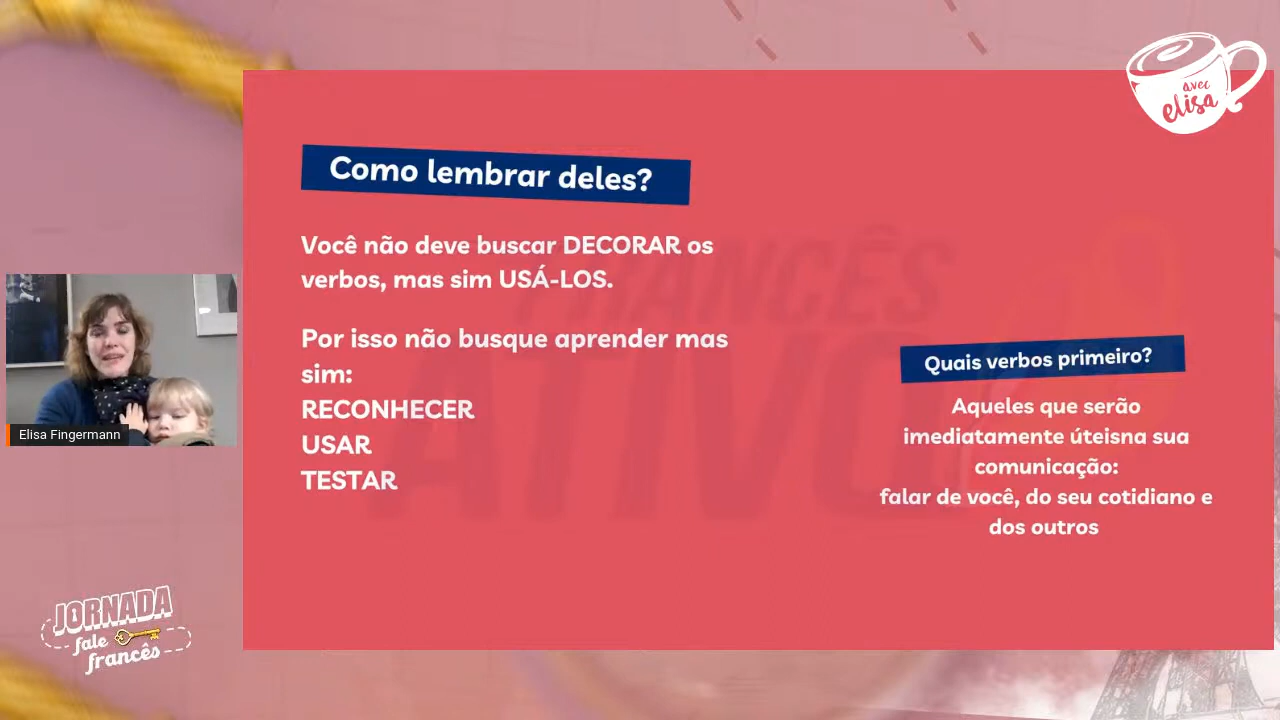 avec
elisa
Como lembrar deles?
Você não deve buscar DECORAR os
verbos, mas sim USÁ-LOS.
Por isso não busque aprender mas
sim:
RECONHECER
USAR
TESTAR
Quais verbos primeiro?
Aqueles que serão
imediatamente úteisna sua
comunicação:
falar de você, do seu cotidiano e
dos outros
FRANCÊS
ATIVO
Elisa Fingermann
JORNADA
fale
francês